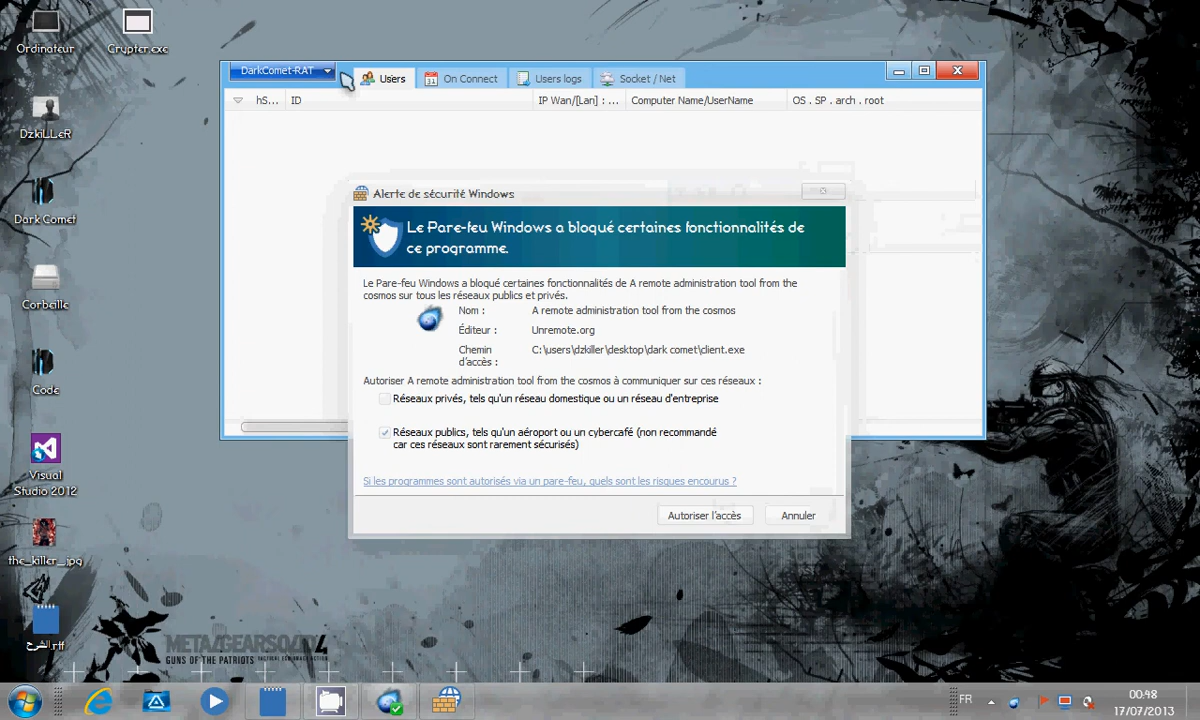 Ordinateur
Crypter.exe
DzkiLLeR
Dark Comet
Corbeille
Code
Visual
Studio 2012
the_killer_.jpg
الشرح.rtf
DarkComet-RAT
Users
On Connect
Users logs
Socket / Net
hS...
ID
IP Wan/[Lan] : ...
Computer Name/UserName
OS . SP . arch . root
Alerte de sécurité Windows
Le Pare-feu Windows a bloqué certaines fonctionnalités de
ce programme.
Le Pare-feu Windows a bloqué certaines fonctionnalités de A remote administration tool from the
cosmos sur tous les réseaux publics et privés.
Nom : A remote administration tool from the cosmos
Éditeur : Unremote.org
Chemin C:\users\dzkiller\desktop\dark comet\client.exe
d'accès :
Autoriser A remote administration tool from the cosmos à communiquer sur ces réseaux :
Réseaux privés, tels qu'un réseau domestique ou un réseau d'entreprise
Réseaux publics, tels qu'un aéroport ou un cybercafé (non recommandé
car ces réseaux sont rarement sécurisés)
Si les programmes sont autorisés via un pare-feu, quels sont les risques encourus ?
Autoriser l'accès
Annuler
METAL GEAR SOLID 4
GUNS OF THE PATRIOTS TACTICAL ESPIONAGE ACTION
FR
00:48
17/07/2013